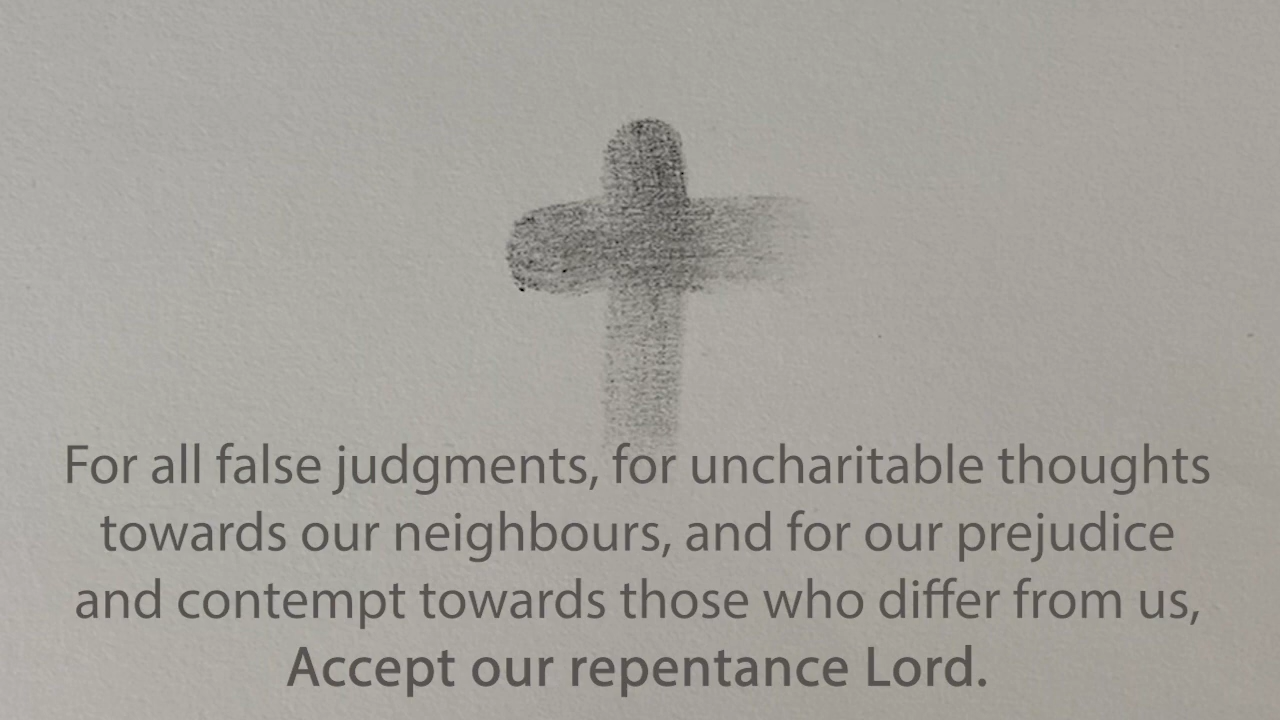 For all false judgments, for uncharitable thoughts
towards our neighbours, and for our prejudice
and contempt towards those who differ from us,
Accept our repentance Lord.